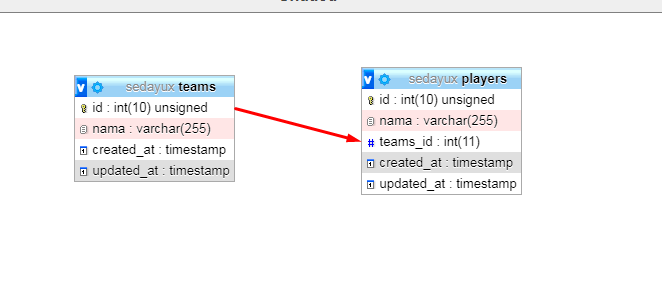 sedayux teams
id : int(10) unsigned
nama : varchar(255)
created_at : timestamp
updated_at : timestamp
sedayux players
id : int(10) unsigned
nama : varchar(255)
teams_id : int(11)
created_at : timestamp
updated_at : timestamp